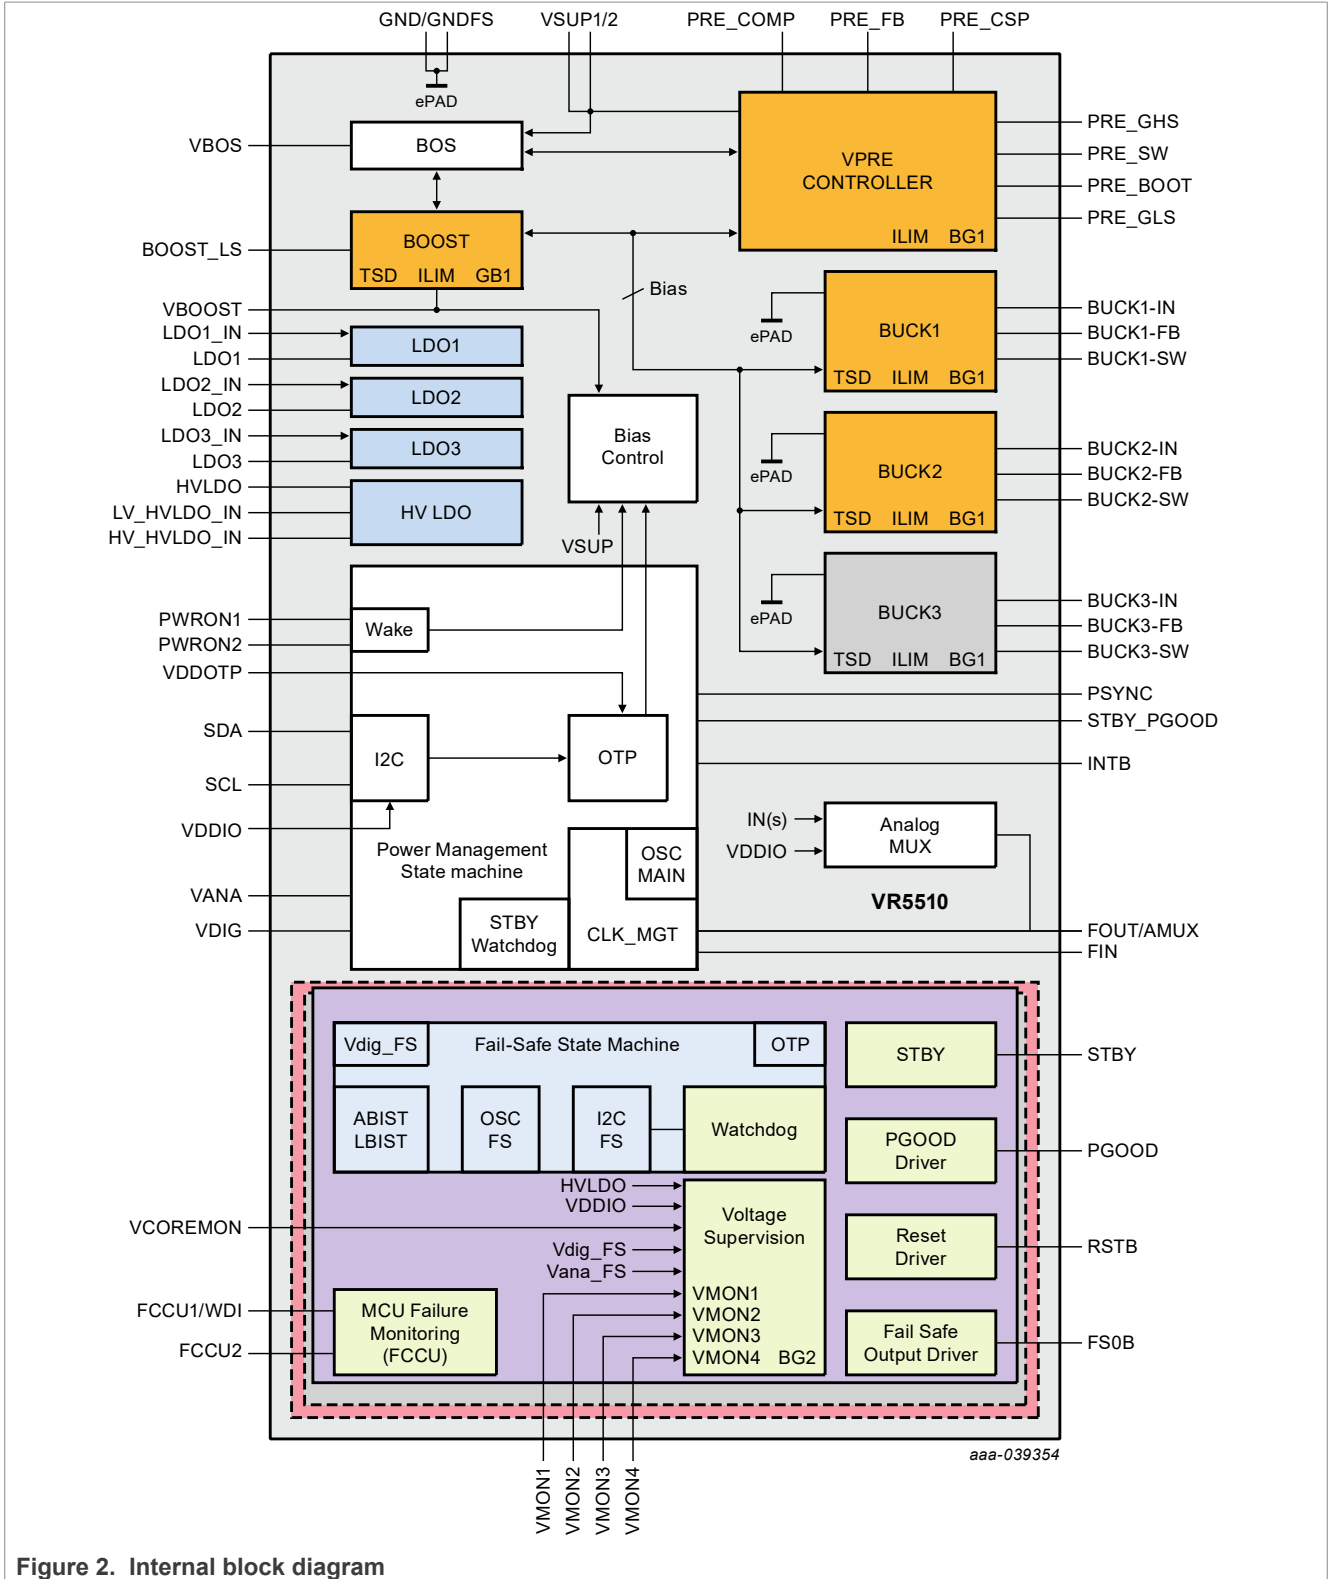 GND/GNDFS
VSUP1/2
PRE_COMP
PRE_FB
PRE_CSP
ePAD
VBOS
BOS
VPRE
CONTROLLER
ILIM BG1
PRE_GHS
PRE_SW
PRE_BOOT
PRE_GLS
BOOST_LS
BOOST
TSD ILIM GB1
Bias
VBOOST
LDO1_IN
LDO1
LDO1
LDO2_IN
LDO2
LDO2
LDO3_IN
LDO3
LDO3
HVLDO
LV_HVLDO_IN
HV_HVLDO_IN
HV LDO
Bias
Control
VSUP
ePAD
BUCK1
TSD ILIM BG1
BUCK1-IN
BUCK1-FB
BUCK1-SW
ePAD
BUCK2
TSD ILIM BG1
BUCK2-IN
BUCK2-FB
BUCK2-SW
ePAD
BUCK3
TSD ILIM BG1
BUCK3-IN
BUCK3-FB
BUCK3-SW
PWRON1
PWRON2
Wake
VDDOTP
SDA
SCL
I2C
OTP
VDDIO
Power Management
State machine
OSC
MAIN
STBY
Watchdog
CLK_MGT
VANA
VDIG
PSYNC
STBY_PGOOD
INTB
IN(s)
VDDIO
Analog
MUX
VR5510
FOUT/AMUX
FIN
Vdig_FS
Fail-Safe State Machine
OTP
ABIST
LBIST
OSC
FS
I2C
FS
Watchdog
STBY
STBY
PGOOD
Driver
PGOOD
HVLDO
VDDIO
VCOREMON
Vdig_FS
Vana_FS
Voltage
Supervision
VMON1
VMON2
VMON3
VMON4 BG2
Reset
Driver
RSTB
FCCU1/WDI
FCCU2
MCU Failure
Monitoring
(FCCU)
Fail Safe
Output Driver
FS0B
VMON1
VMON2
VMON3
VMON4
aaa-039354
Figure 2. Internal block diagram